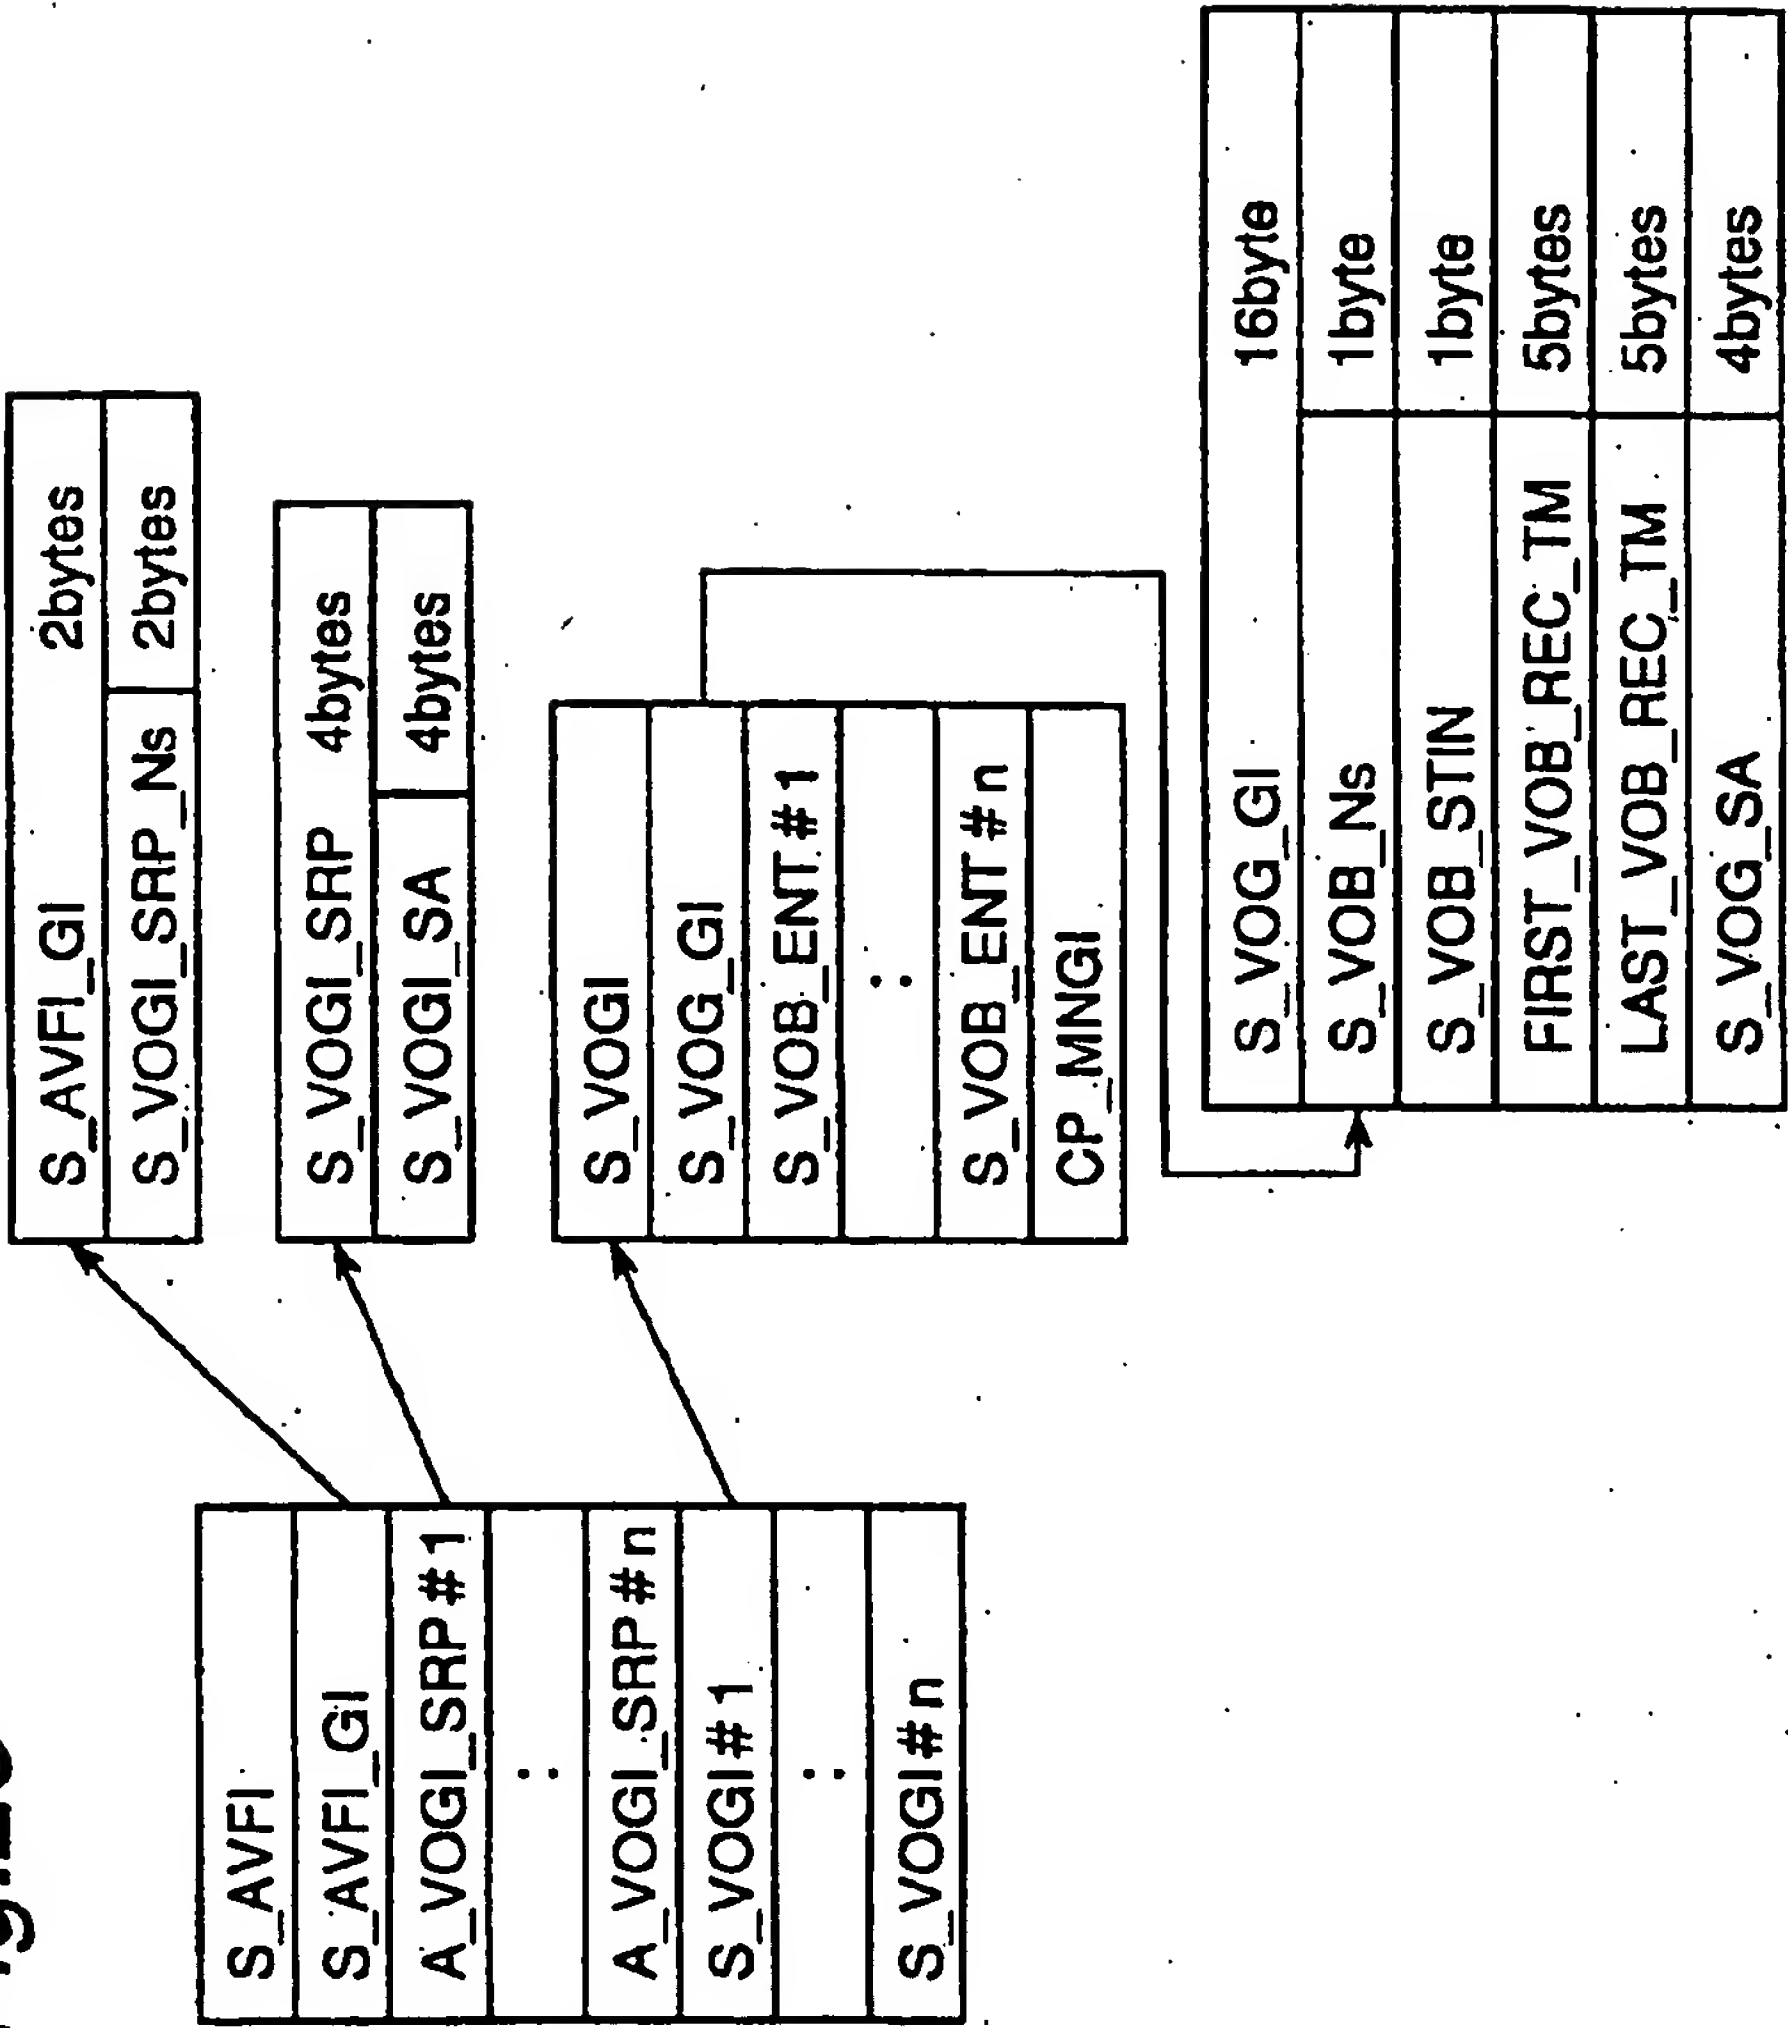 S_AVFI
S_AVFI_GI
A_VOGI_SRP#1
:
A_VOGI_SRP#n
S_VOGI#1
:
S_VOGI#n
S_AVFI_GI 2bytes
S_VOGI_SRP_Ns 2bytes
S_VOGI_SRP 4bytes
S_VOGI_SA 4bytes
S_VOGI
S_VOG_GI
S_VOB_ENT#1
:
S_VOB_ENT#n
CP_MNGI
S_VOG_GI 16byte
S_VOB_Ns 1byte
S_VOB_STIN 1byte
FIRST_VOB_REC_TM 5bytes
LAST_VOB_REC_TM 5bytes
S_VOG_SA 4bytes